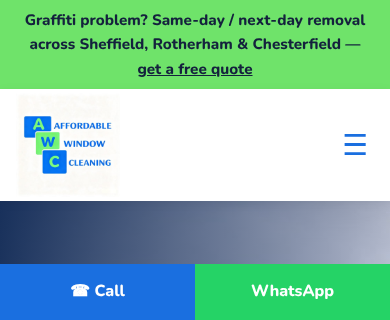 Graffiti problem? Same-day / next-day removal
across Sheffield, Rotherham & Chesterfield —
get a free quote
A AFFORDABLE
W WINDOW
C CLEANING
☎ Call
WhatsApp